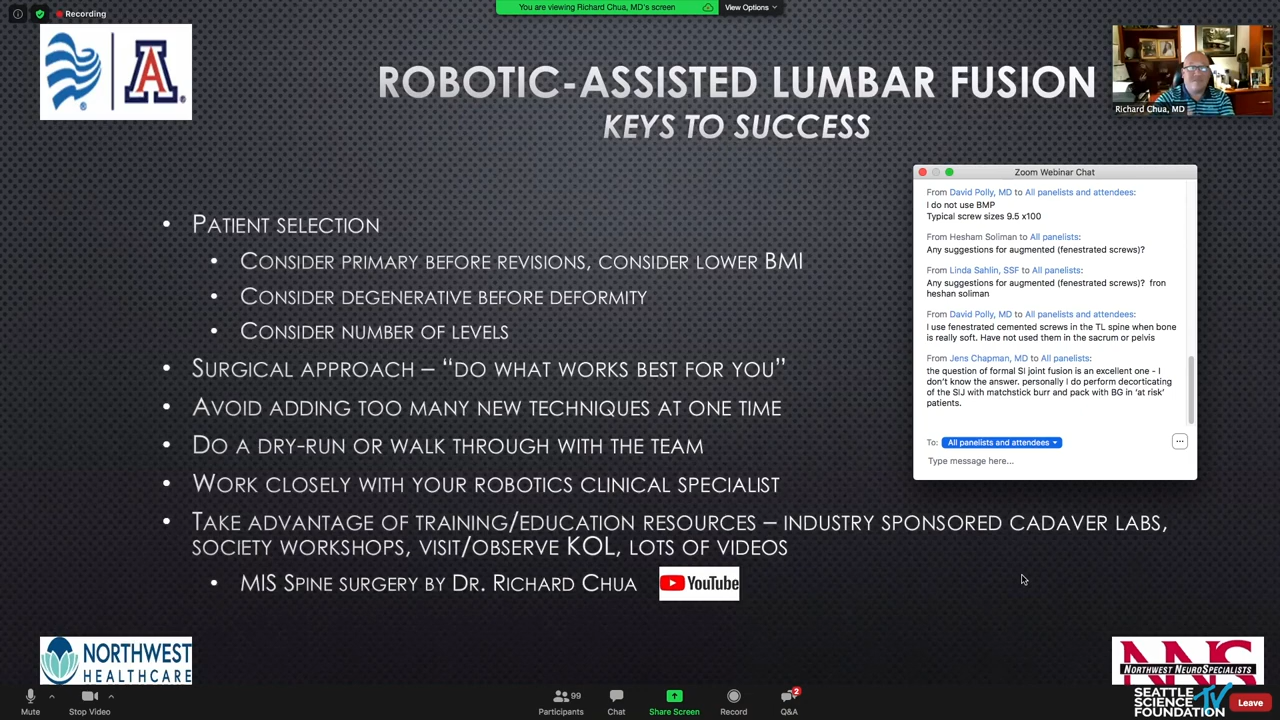 Recording
You are viewing Richard Chua, MD's screen
View Options
A
ROBOTIC-ASSISTED LUMBAR FUSION
KEYS TO SUCCESS
Richard Chua, MD
• PATIENT SELECTION
• CONSIDER PRIMARY BEFORE REVISIONS, CONSIDER LOWER BMI
• CONSIDER DEGENERATIVE BEFORE DEFORMITY
• CONSIDER NUMBER OF LEVELS
• SURGICAL APPROACH – “DO WHAT WORKS BEST FOR YOU”
• AVOID ADDING TOO MANY NEW TECHNIQUES AT ONE TIME
• DO A DRY-RUN OR WALK THROUGH WITH THE TEAM
• WORK CLOSELY WITH YOUR ROBOTICS CLINICAL SPECIALIST
• TAKE ADVANTAGE OF TRAINING/EDUCATION RESOURCES – INDUSTRY SPONSORED CADAVER LABS,
SOCIETY WORKSHOPS, VISIT/OBSERVE KOL, LOTS OF VIDEOS
• MIS SPINE SURGERY BY DR. RICHARD CHUA
YouTube
Zoom Webinar Chat
From David Polly, MD to All panelists and attendees:
I do not use BMP
Typical screw sizes 9.5 x100
From Hesham Soliman to All panelists:
Any suggestions for augmented (fenestrated screws)?
From Linda Sahlin, SSF to All panelists:
Any suggestions for augmented (fenestrated screws)? fron
heshan soliman
From David Polly, MD to All panelists and attendees:
I use fenestrated cemented screws in the TL spine when bone
is really soft. Have not used them in the sacrum or pelvis
From Jens Chapman, MD to All panelists:
the question of formal SI joint fusion is an excellent one - I
don't know the answer. personally I do perform decorticating
of the SIJ with matchstick burr and pack with BG in 'at risk'
patients.
To: All panelists and attendees
Type message here...
NORTHWEST
HEALTHCARE
NNS
NORTHWEST NEUROSPECIALISTS
Mute
Stop Video
99
Participants
Chat
Share Screen
Record
2
Q&A
SEATTLE
SCIENCE
FOUNDATION
TV
Leave